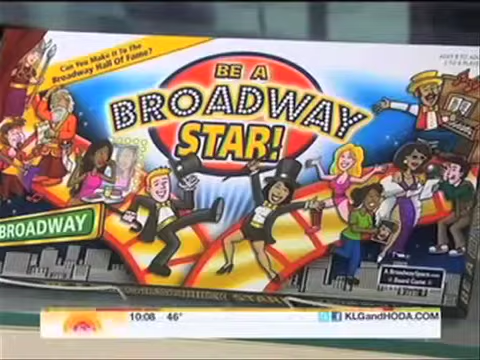 Can You Make It To The
Broadway Hall Of Fame?
BE A
BROADWAY
STAR!
BROADWAY
A BroadwaySpace.com
Board Game
10:08 46°
KLGandHODA.COM